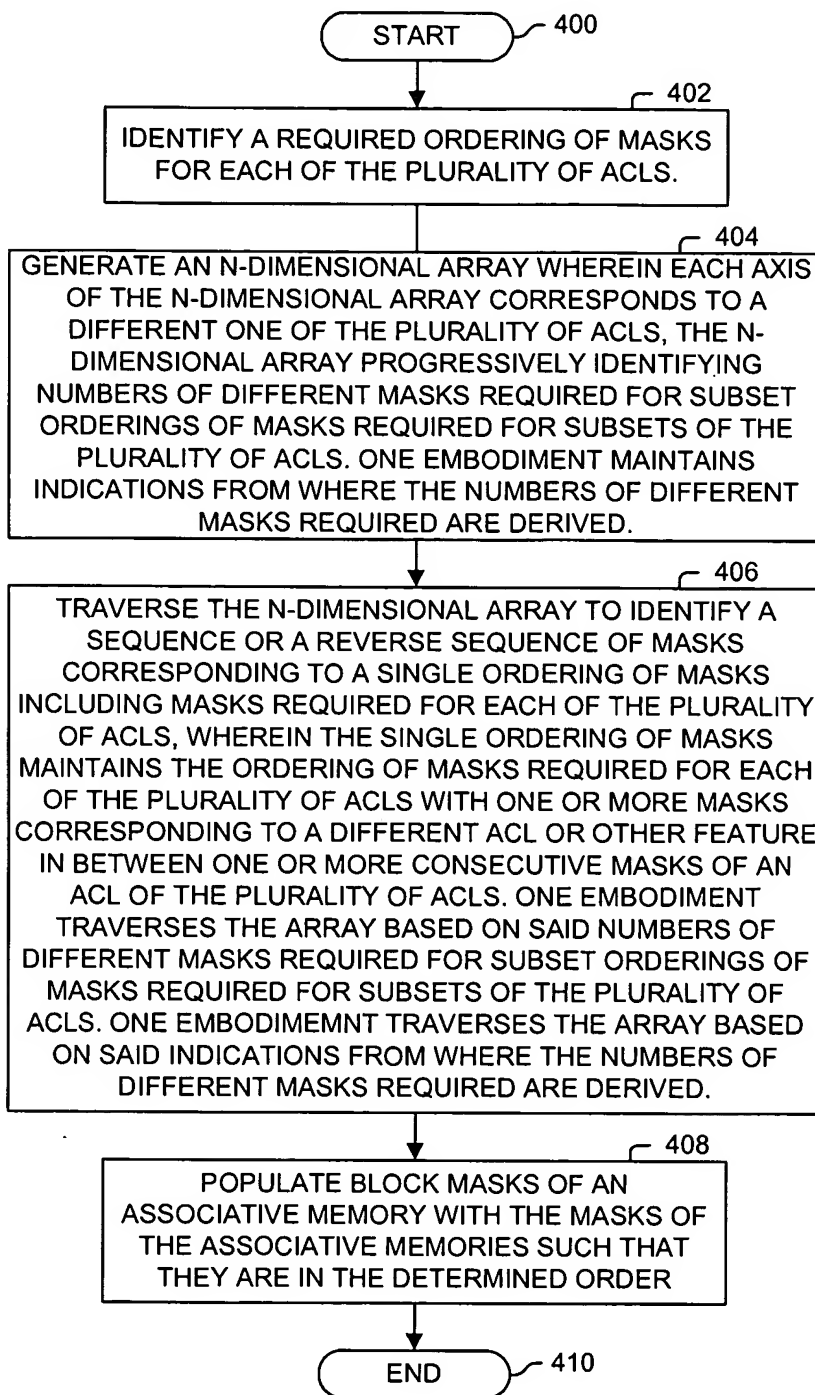 START
400
402
IDENTIFY A REQUIRED ORDERING OF MASKS
FOR EACH OF THE PLURALITY OF ACLS.
404
GENERATE AN N-DIMENSIONAL ARRAY WHEREIN EACH AXIS
OF THE N-DIMENSIONAL ARRAY CORRESPONDS TO A
DIFFERENT ONE OF THE PLURALITY OF ACLS, THE N-
DIMENSIONAL ARRAY PROGRESSIVELY IDENTIFYING
NUMBERS OF DIFFERENT MASKS REQUIRED FOR SUBSET
ORDERINGS OF MASKS REQUIRED FOR SUBSETS OF THE
PLURALITY OF ACLS. ONE EMBODIMENT MAINTAINS
INDICATIONS FROM WHERE THE NUMBERS OF DIFFERENT
MASKS REQUIRED ARE DERIVED.
406
TRAVERSE THE N-DIMENSIONAL ARRAY TO IDENTIFY A
SEQUENCE OR A REVERSE SEQUENCE OF MASKS
CORRESPONDING TO A SINGLE ORDERING OF MASKS
INCLUDING MASKS REQUIRED FOR EACH OF THE PLURALITY
OF ACLS, WHEREIN THE SINGLE ORDERING OF MASKS
MAINTAINS THE ORDERING OF MASKS REQUIRED FOR EACH
OF THE PLURALITY OF ACLS WITH ONE OR MORE MASKS
CORRESPONDING TO A DIFFERENT ACL OR OTHER FEATURE
IN BETWEEN ONE OR MORE CONSECUTIVE MASKS OF AN
ACL OF THE PLURALITY OF ACLS. ONE EMBODIMENT
TRAVERSES THE ARRAY BASED ON SAID NUMBERS OF
DIFFERENT MASKS REQUIRED FOR SUBSET ORDERINGS OF
MASKS REQUIRED FOR SUBSETS OF THE PLURALITY OF
ACLS. ONE EMBODIMEMNT TRAVERSES THE ARRAY BASED
ON SAID INDICATIONS FROM WHERE THE NUMBERS OF
DIFFERENT MASKS REQUIRED ARE DERIVED.
408
POPULATE BLOCK MASKS OF AN
ASSOCIATIVE MEMORY WITH THE MASKS OF
THE ASSOCIATIVE MEMORIES SUCH THAT
THEY ARE IN THE DETERMINED ORDER
END
410